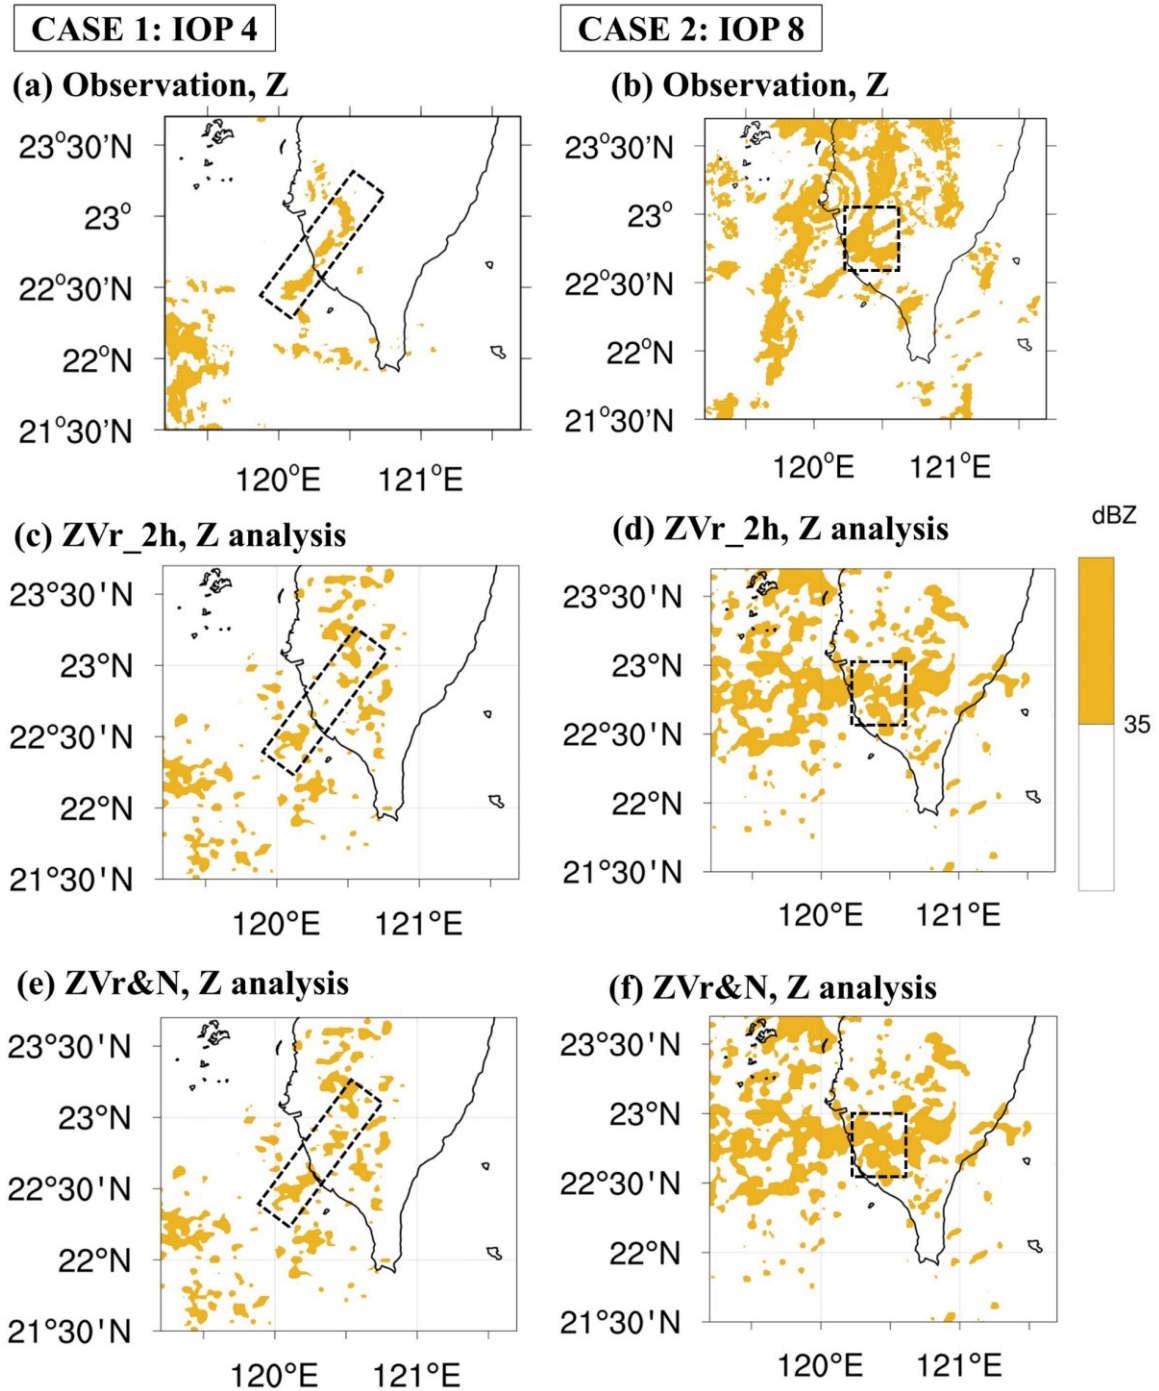 CASE 1: IOP 4
CASE 2: IOP 8
(a) Observation, Z
(b) Observation, Z
23°30'N
23°
22°30'N
22°N
21°30'N
120°E 121°E
23°30'N
23°
22°30'N
22°N
21°30'N
120°E 121°E
(c) ZVr_2h, Z analysis
(d) ZVr_2h, Z analysis
23°30'N
23°N
22°30'N
22°N
21°30'N
120°E 121°E
23°30'N
23°N
22°30'N
22°N
21°30'N
120°E 121°E
dBZ
35
(e) ZVr&N, Z analysis
(f) ZVr&N, Z analysis
23°30'N
23°N
22°30'N
22°N
21°30'N
120°E 121°E
23°30'N
23°N
22°30'N
22°N
21°30'N
120°E 121°E